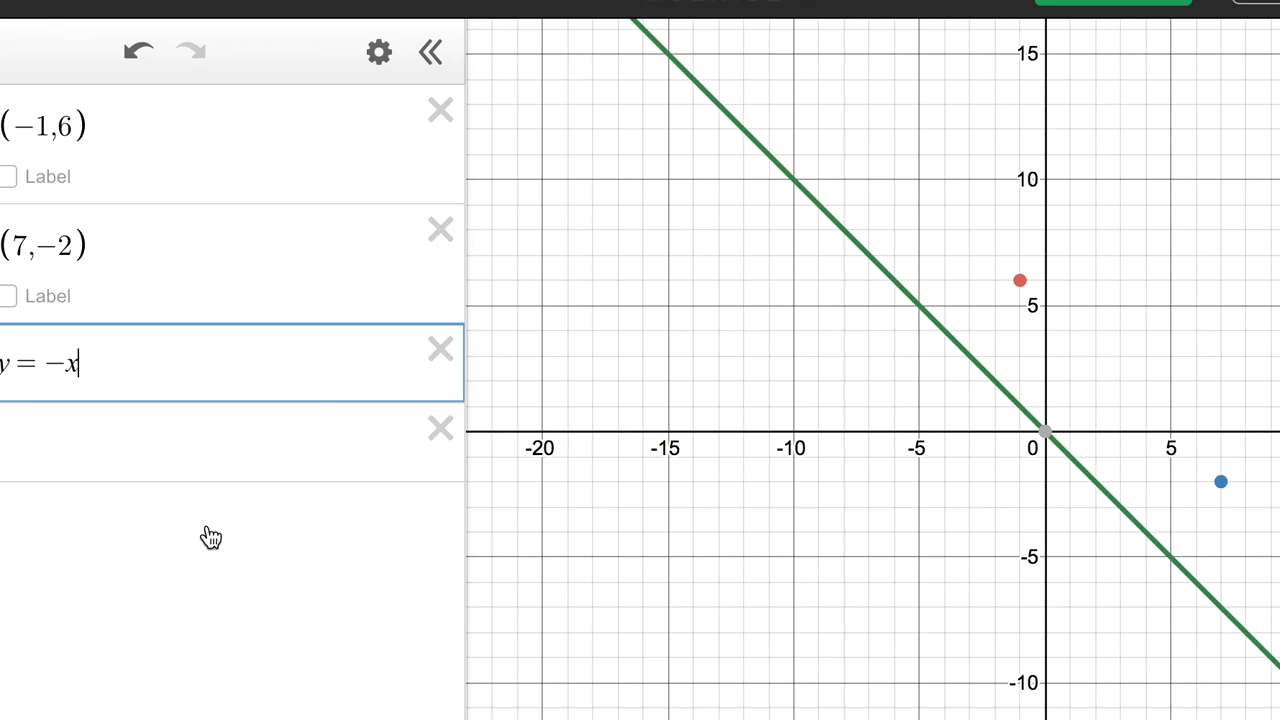 (−1,6)
Label
(7,−2)
Label
y = −x
15
10
5
-20 -15 -10 -5 0 5
-5
-10